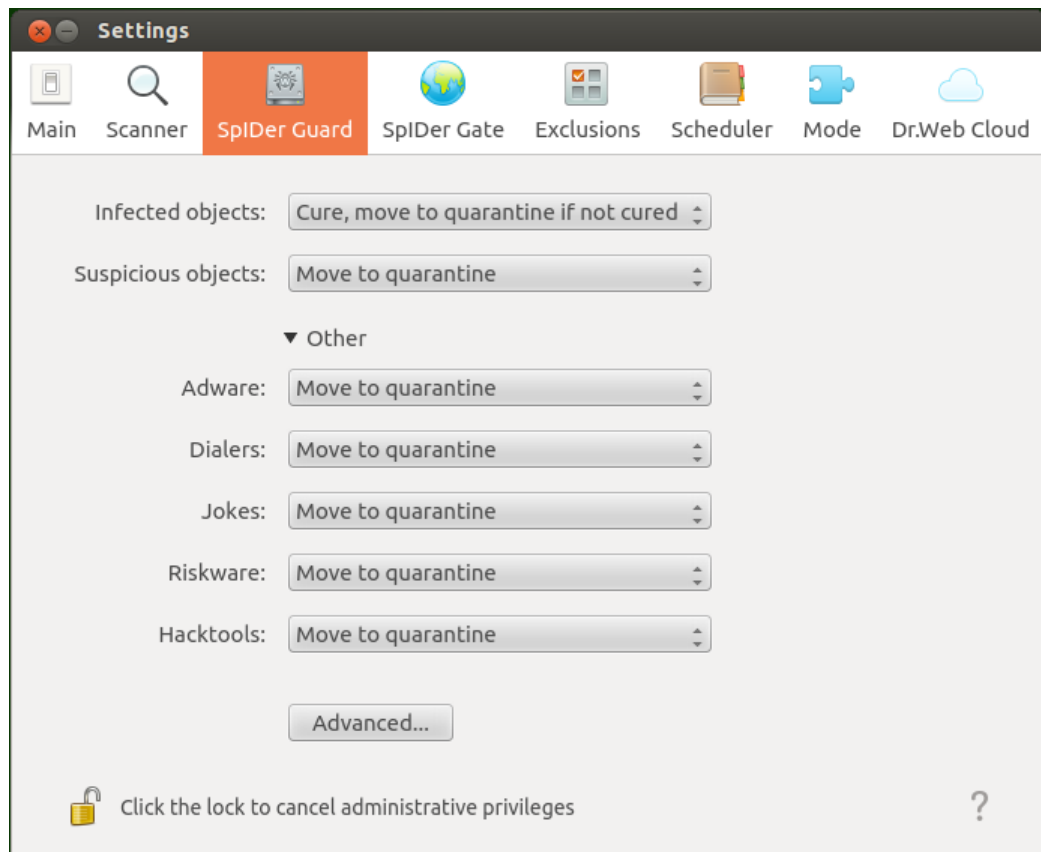 Settings
Main Scanner SpIDer Guard SpIDer Gate Exclusions Scheduler Mode Dr.Web Cloud
Infected objects: Cure, move to quarantine if not cured
Suspicious objects: Move to quarantine
Other
Adware: Move to quarantine
Dialers: Move to quarantine
Jokes: Move to quarantine
Riskware: Move to quarantine
Hacktools: Move to quarantine
Advanced...
Click the lock to cancel administrative privileges ?